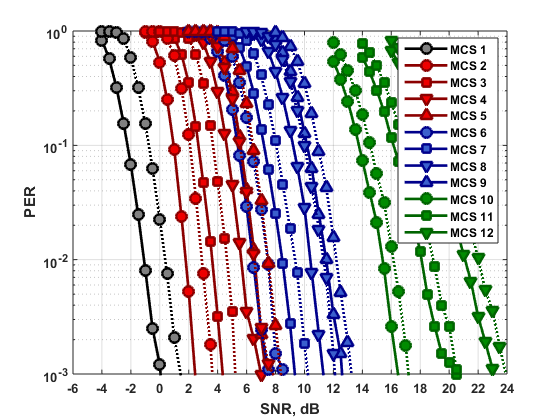 10^0
10^-1
10^-2
10^-3
PER
-6 -4 -2 0 2 4 6 8 10 12 14 16 18 20 22 24
SNR, dB
MCS 1
MCS 2
MCS 3
MCS 4
MCS 5
MCS 6
MCS 7
MCS 8
MCS 9
MCS 10
MCS 11
MCS 12